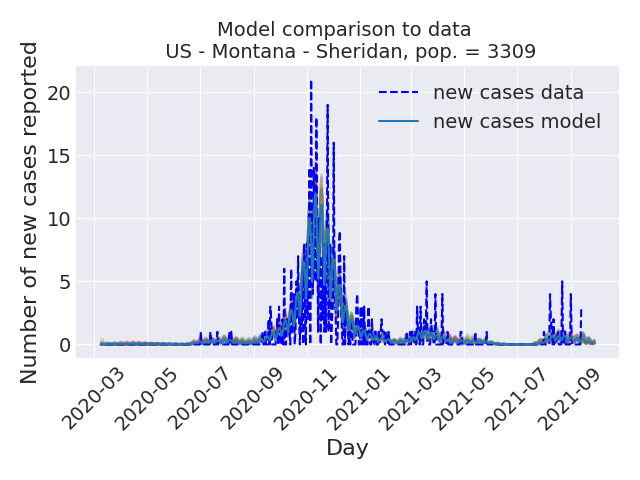 Model comparison to data
US - Montana - Sheridan, pop. = 3309
Number of new cases reported
20
15
10
5
0
new cases data
new cases model
2020-03
2020-05
2020-07
2020-09
2020-11
2021-01
2021-03
2021-05
2021-07
2021-09
Day